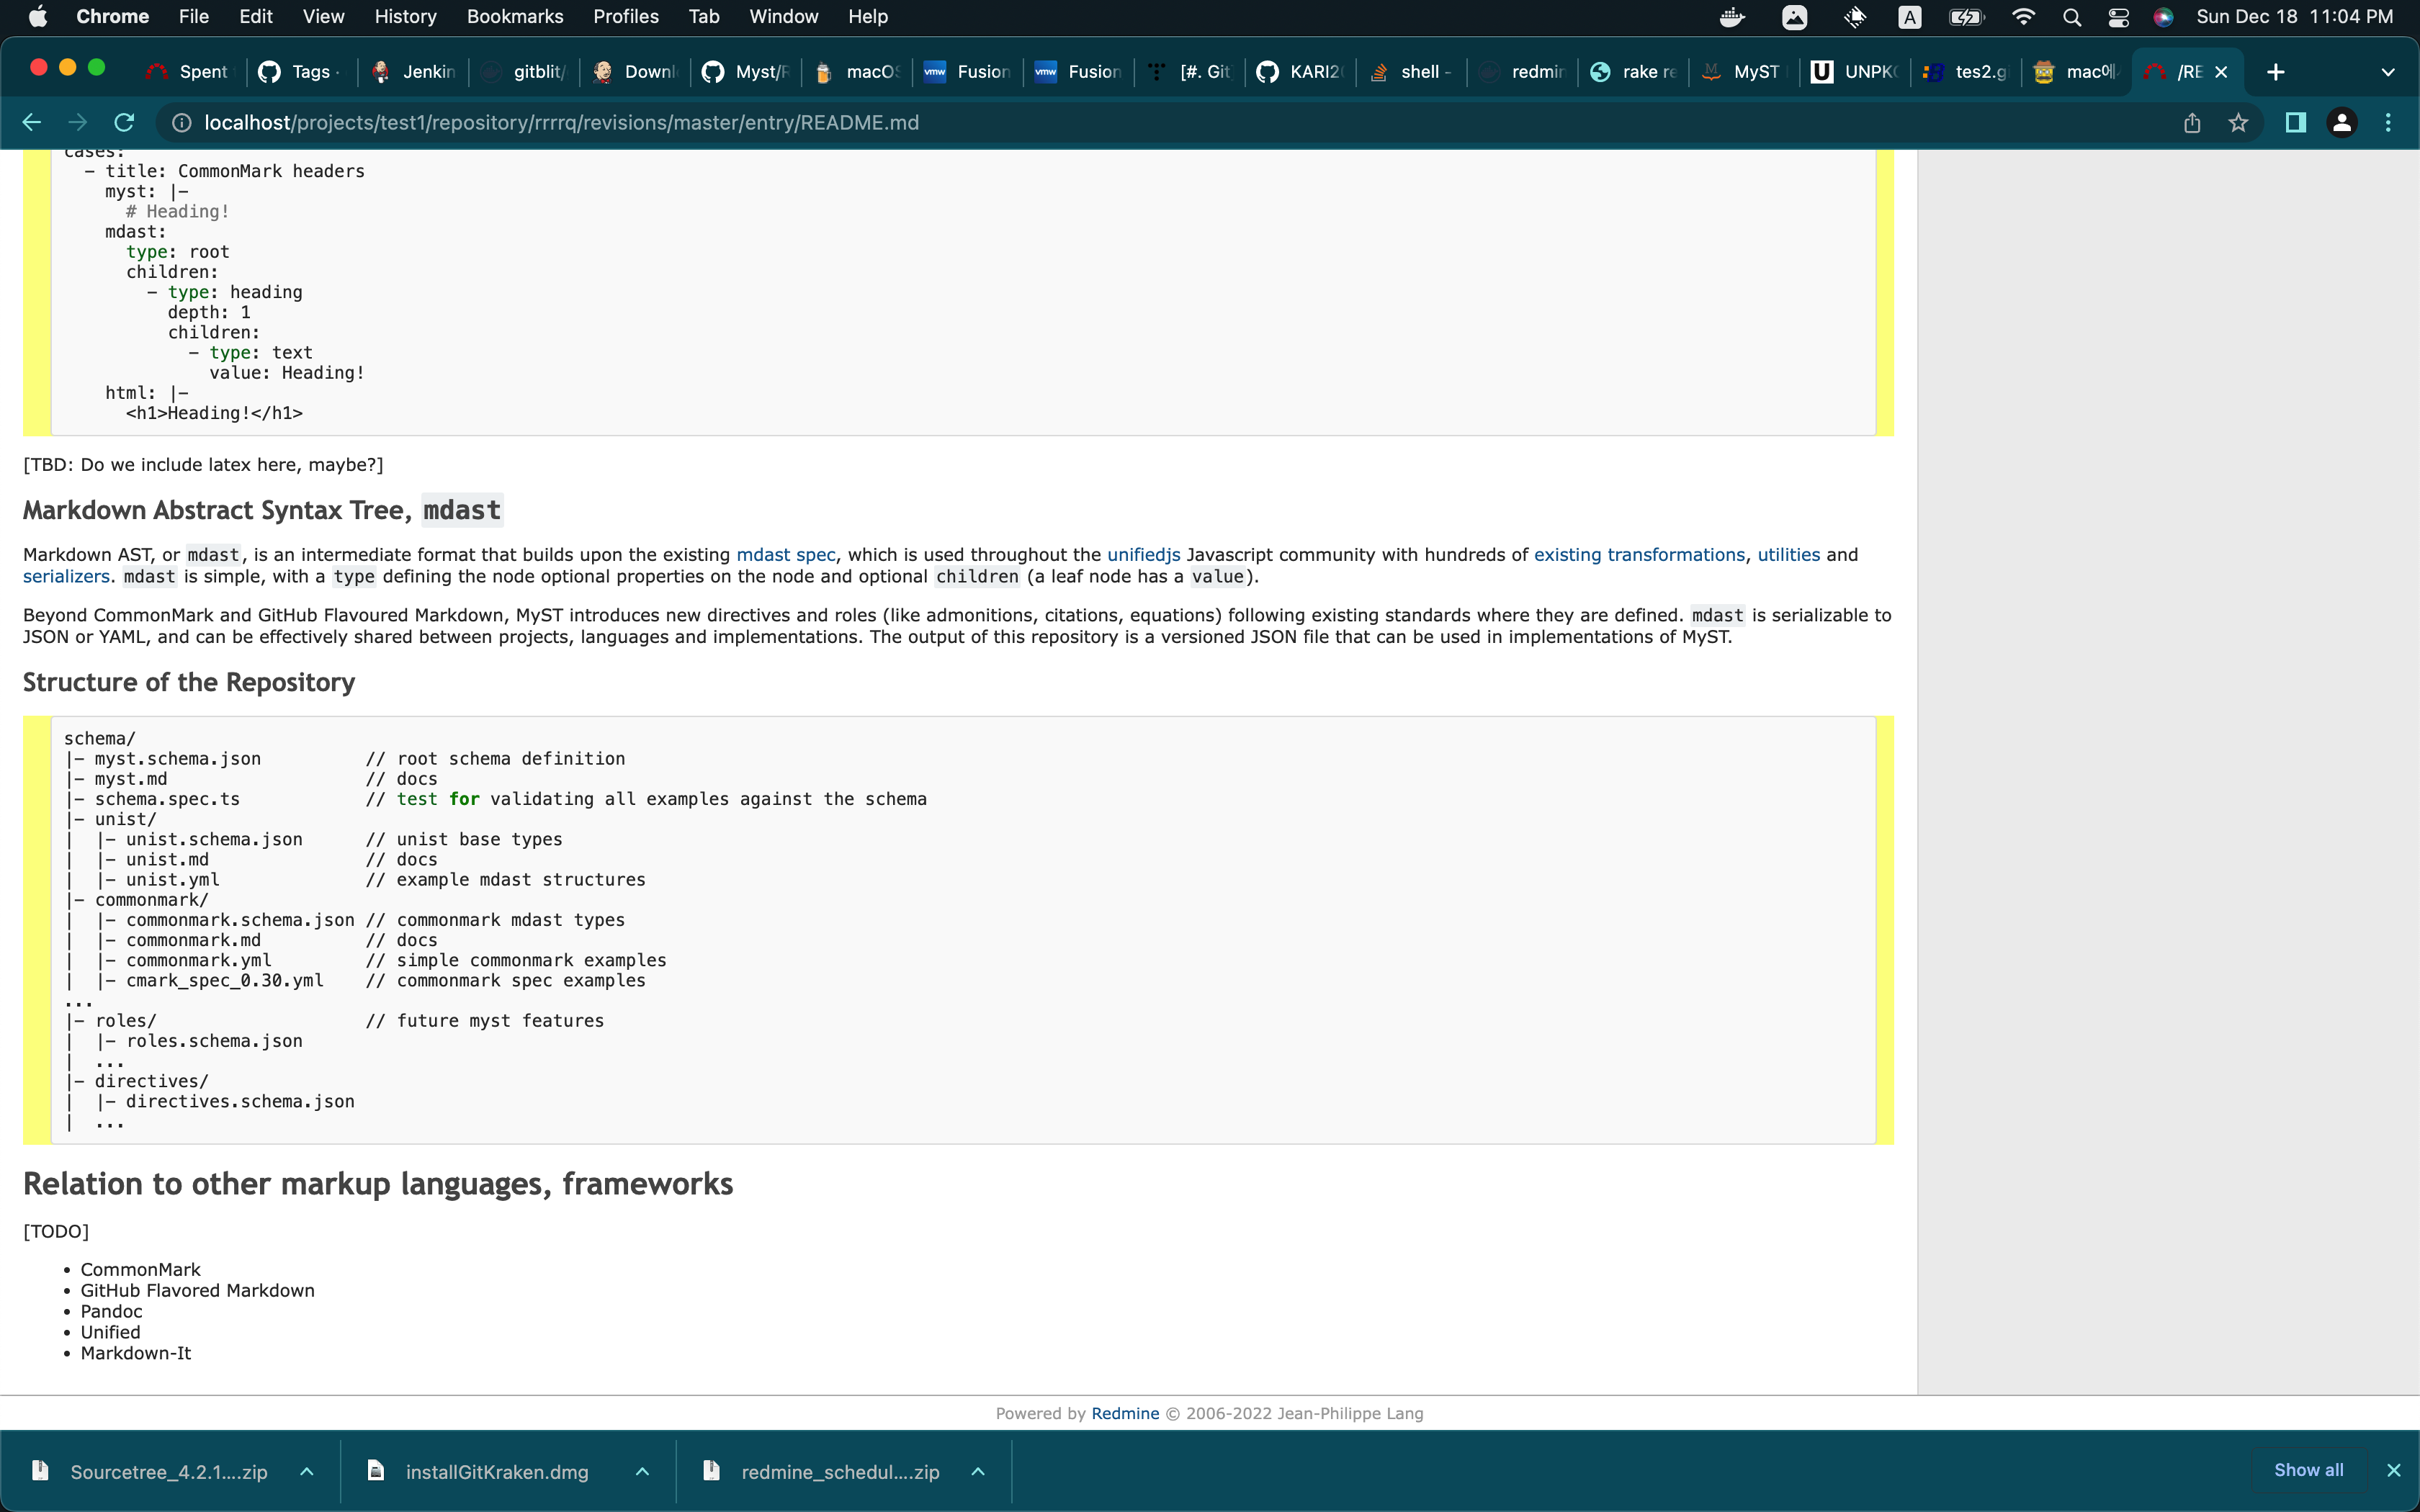 Chrome File Edit View History Bookmarks Profiles Tab Window Help A Sun Dec 18 11:04 PM
Spent Tags · Jenkin gitblit/ Downl Myst/R macOS vmw Fusion vmw Fusion [#. Git KARI2 shell - redmin rake re MyST U UNPKG tes2.gi mac에 /RE
localhost/projects/test1/repository/rrrrq/revisions/master/entry/README.md
cases:
  - title: CommonMark headers
    myst: |-
      # Heading!
    mdast:
      type: root
      children:
        - type: heading
          depth: 1
          children:
            - type: text
              value: Heading!
    html: |-
      <h1>Heading!</h1>
[TBD: Do we include latex here, maybe?]
Markdown Abstract Syntax Tree, mdast
Markdown AST, or mdast, is an intermediate format that builds upon the existing mdast spec, which is used throughout the unifiedjs Javascript community with hundreds of existing transformations, utilities and
serializers. mdast is simple, with a type defining the node optional properties on the node and optional children (a leaf node has a value).
Beyond CommonMark and GitHub Flavoured Markdown, MyST introduces new directives and roles (like admonitions, citations, equations) following existing standards where they are defined. mdast is serializable to
JSON or YAML, and can be effectively shared between projects, languages and implementations. The output of this repository is a versioned JSON file that can be used in implementations of MyST.
Structure of the Repository
schema/
|- myst.schema.json          // root schema definition
|- myst.md                   // docs
|- schema.spec.ts            // test for validating all examples against the schema
|- unist/
|  |- unist.schema.json      // unist base types
|  |- unist.md               // docs
|  |- unist.yml              // example mdast structures
|- commonmark/
|  |- commonmark.schema.json // commonmark mdast types
|  |- commonmark.md          // docs
|  |- commonmark.yml         // simple commonmark examples
|  |- cmark_spec_0.30.yml    // commonmark spec examples
...
|- roles/                    // future myst features
|  |- roles.schema.json
|  ...
|- directives/
|  |- directives.schema.json
|  ...
Relation to other markup languages, frameworks
[TODO]
• CommonMark
• GitHub Flavored Markdown
• Pandoc
• Unified
• Markdown-It
Powered by Redmine © 2006-2022 Jean-Philippe Lang
Sourcetree_4.2.1....zip installGitKraken.dmg redmine_schedul....zip Show all